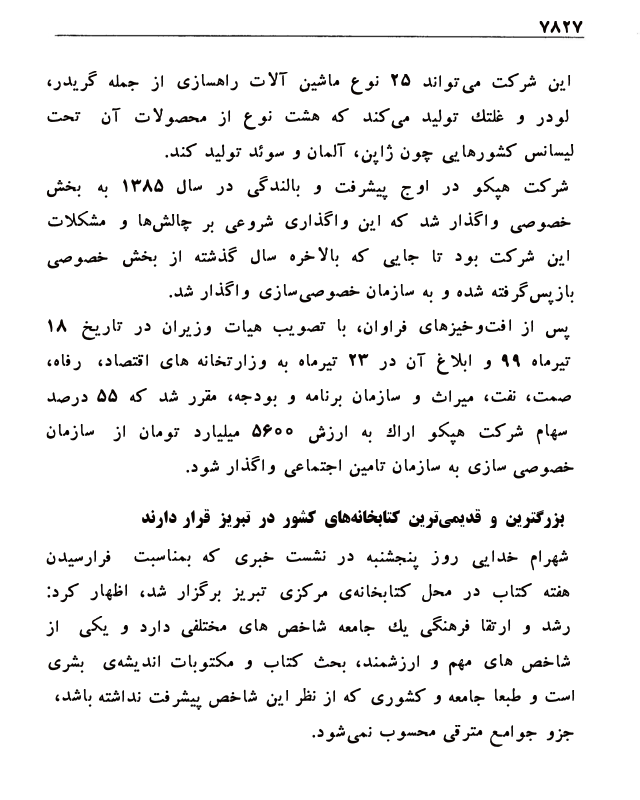 ۷۸۲۷
این شرکت می‌تواند ۲۵ نوع ماشین آلات راهسازی از جمله گریدر،
لودر و غلتك تولید می‌کند که هشت نوع از محصولات آن تحت
لیسانس کشورهایی چون ژاپن، آلمان و سوئد تولید کند.
شرکت هپکو در اوج پیشرفت و بالندگی در سال ۱۳۸۵ به بخش
خصوصی واگذار شد که این واگذاری شروعی بر چالش‌ها و مشکلات
این شرکت بود تا جایی که بالاخره سال گذشته از بخش خصوصی
بازپس‌گرفته شده و به سازمان خصوصی‌سازی واگذار شد.
پس از افت‌وخیزهای فراوان، با تصویب هیات وزیران در تاریخ ۱۸
تیرماه ۹۹ و ابلاغ آن در ۲۳ تیرماه به وزارتخانه های اقتصاد، رفاه،
صمت، نفت، میراث و سازمان برنامه و بودجه، مقرر شد که ۵۵ درصد
سهام شرکت هپکو اراك به ارزش ۵۶۰۰ میلیارد تومان از سازمان
خصوصی سازی به سازمان تامین اجتماعی واگذار شود.
بزرگترین و قدیمی‌ترین کتابخانه‌های کشور در تبریز قرار دارند
شهرام خدایی روز پنجشنبه در نشست خبری که بمناسبت فرارسیدن
هفته کتاب در محل کتابخانه‌ی مرکزی تبریز برگزار شد، اظهار کرد:
رشد و ارتقا فرهنگی یك جامعه شاخص های مختلفی دارد و یکی از
شاخص های مهم و ارزشمند، بحث کتاب و مکتوبات اندیشه‌ی بشری
است و طبعا جامعه و کشوری که از نظر این شاخص پیشرفت نداشته باشد،
جزو جوامع مترقی محسوب نمی‌شود.